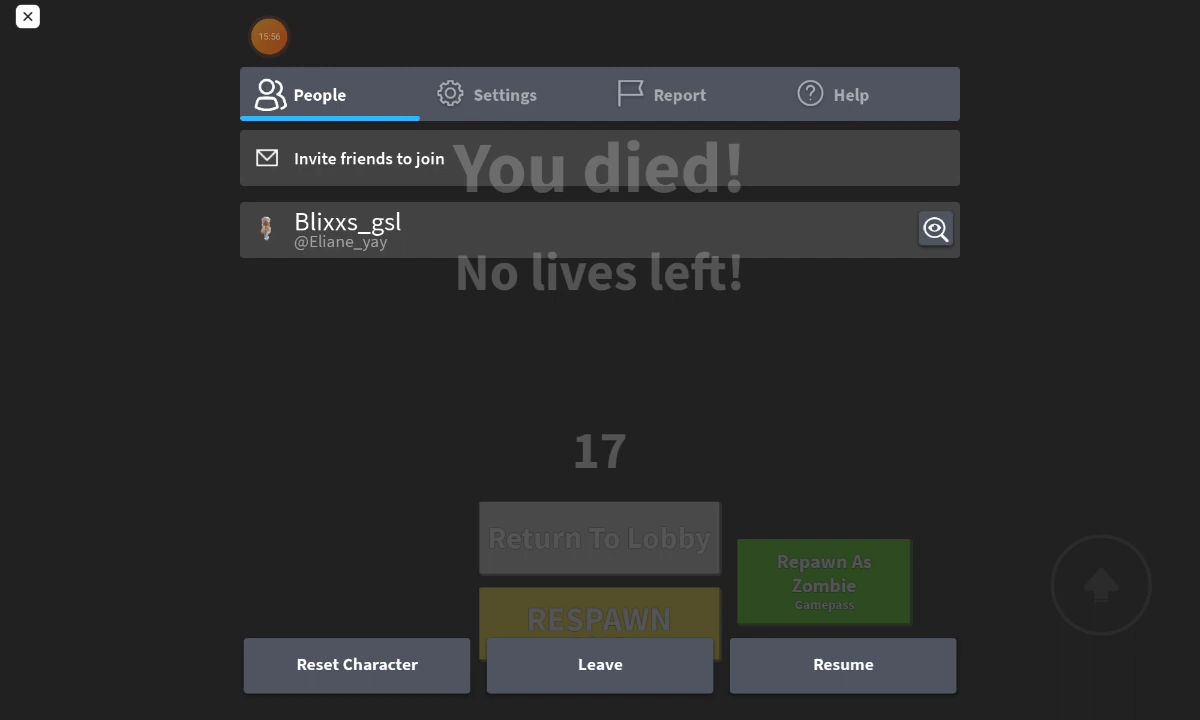 15:56
People
Settings
Report
Help
Invite friends to join
You died!
Blixxs_gsl
@Eliane_yay
No lives left!
17
Return To Lobby
Repawn As
Zombie
Gamepass
RESPAWN
Reset Character
Leave
Resume